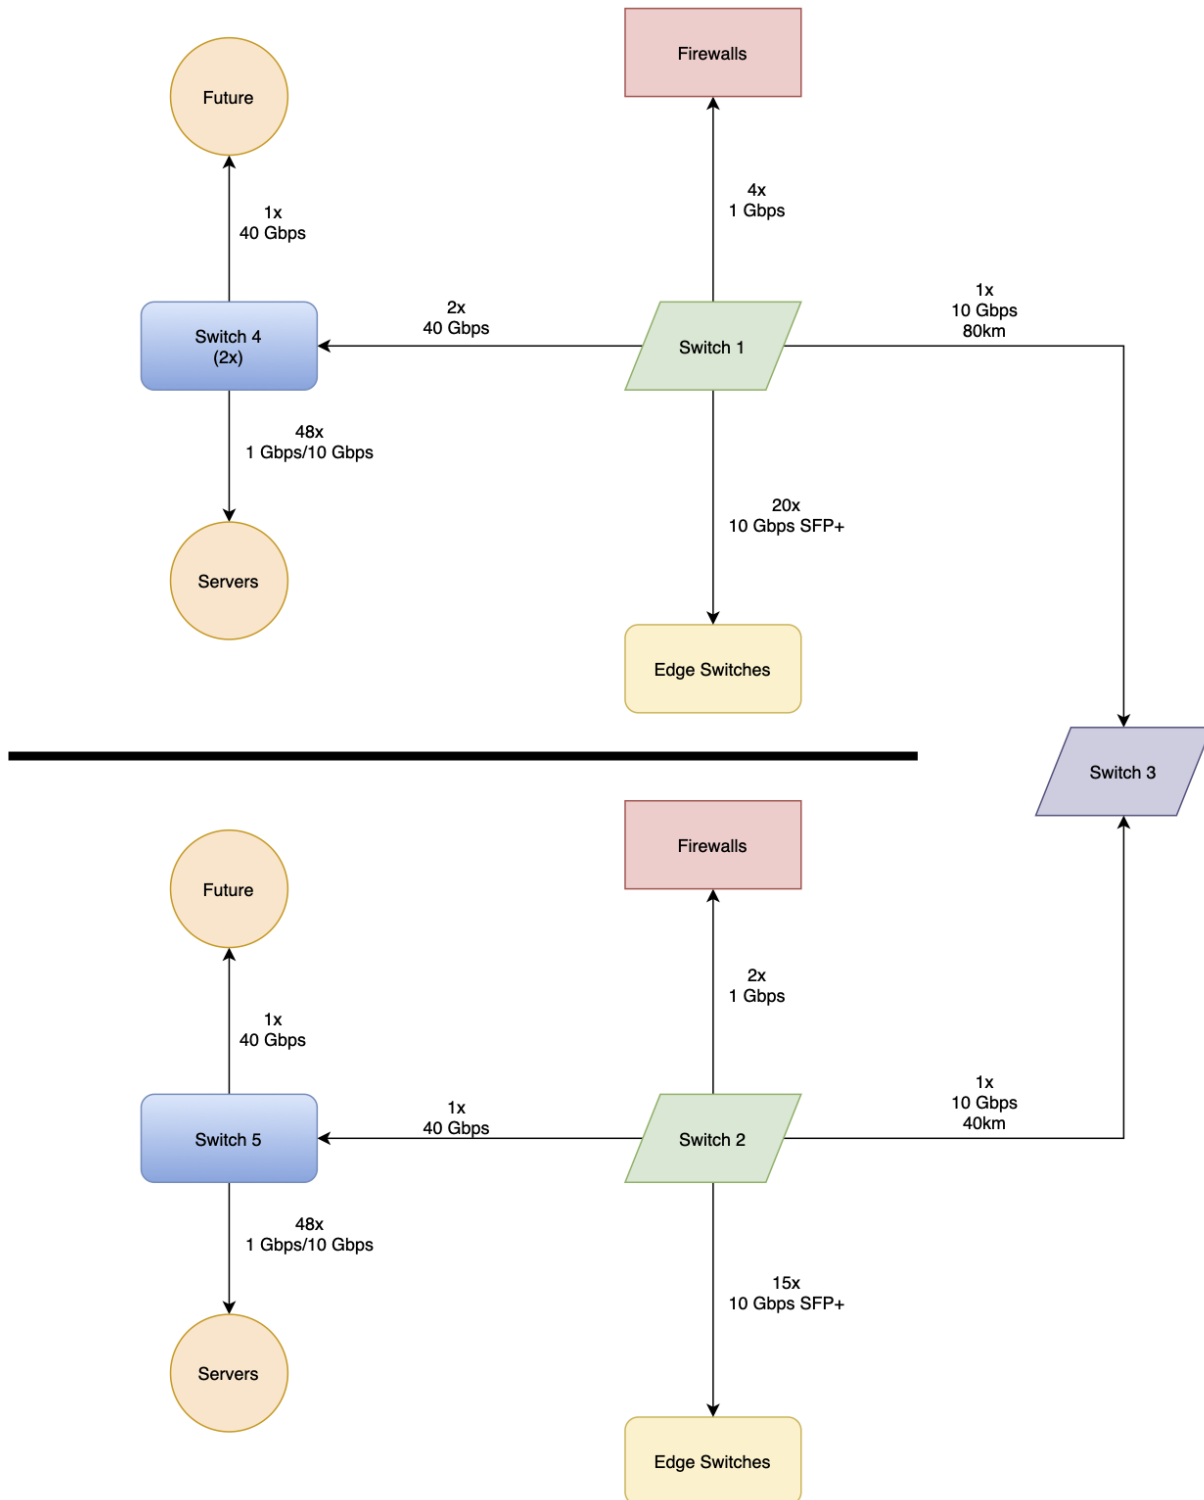 Firewalls
Future
4x
1 Gbps
1x
40 Gbps
2x
40 Gbps
1x
10 Gbps
80km
Switch 4
(2x)
Switch 1
48x
1 Gbps/10 Gbps
20x
10 Gbps SFP+
Servers
Edge Switches
Switch 3
Firewalls
Future
2x
1 Gbps
1x
40 Gbps
1x
40 Gbps
1x
10 Gbps
40km
Switch 5
Switch 2
48x
1 Gbps/10 Gbps
15x
10 Gbps SFP+
Servers
Edge Switches